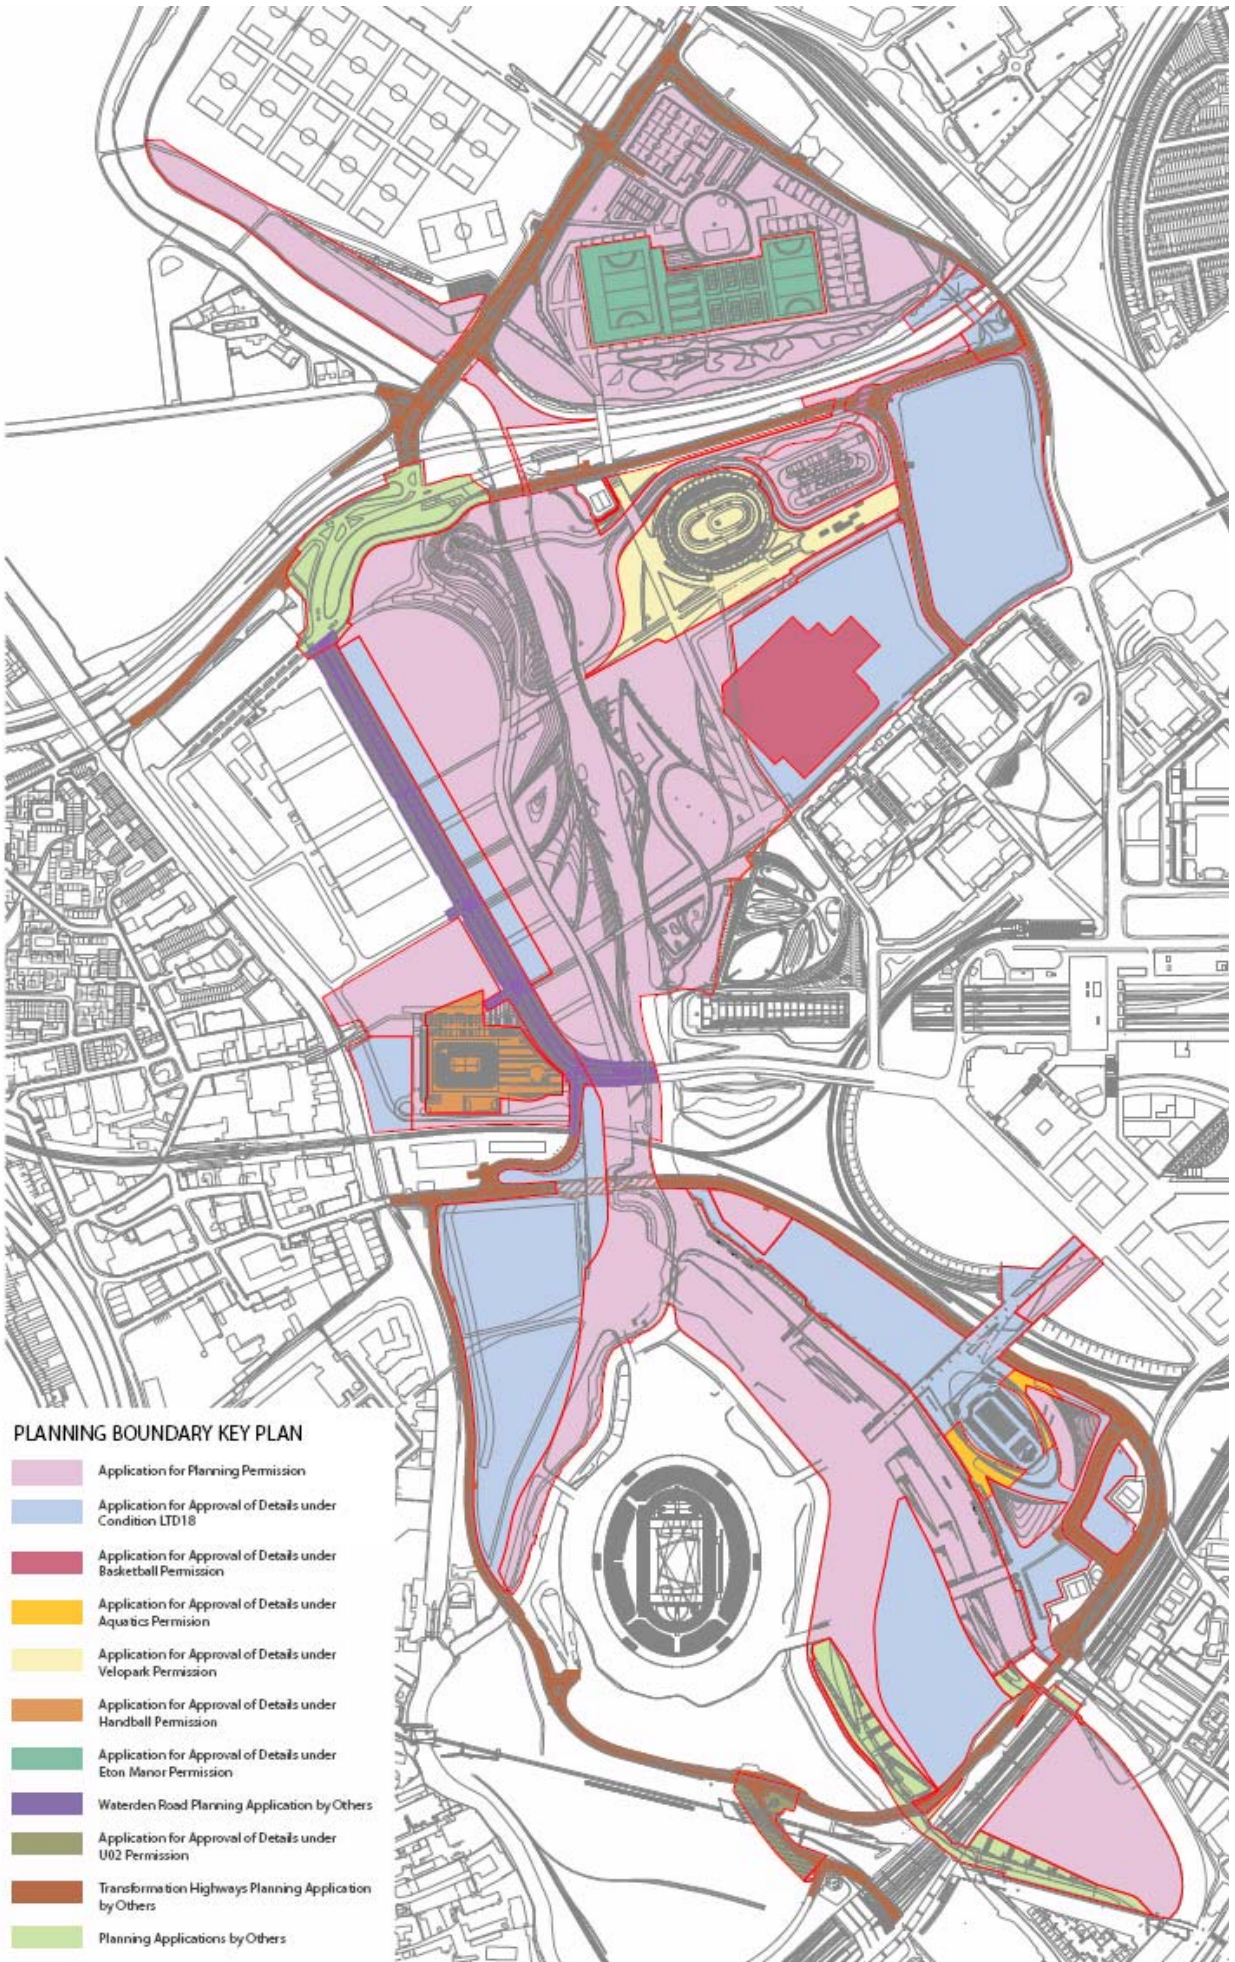 PLANNING BOUNDARY KEY PLAN
Application for Planning Permission
Application for Approval of Details under
Condition LTD18
Application for Approval of Details under
Basketball Permission
Application for Approval of Details under
Aquatics Permision
Application for Approval of Details under
Velopark Permission
Application for Approval of Details under
Handball Permission
Application for Approval of Details under
Eton Manor Permission
Waterden Road Planning Application by Others
Application for Approval of Details under
U02 Permission
Transformation Highways Planning Application
by Others
Planning Applications by Others